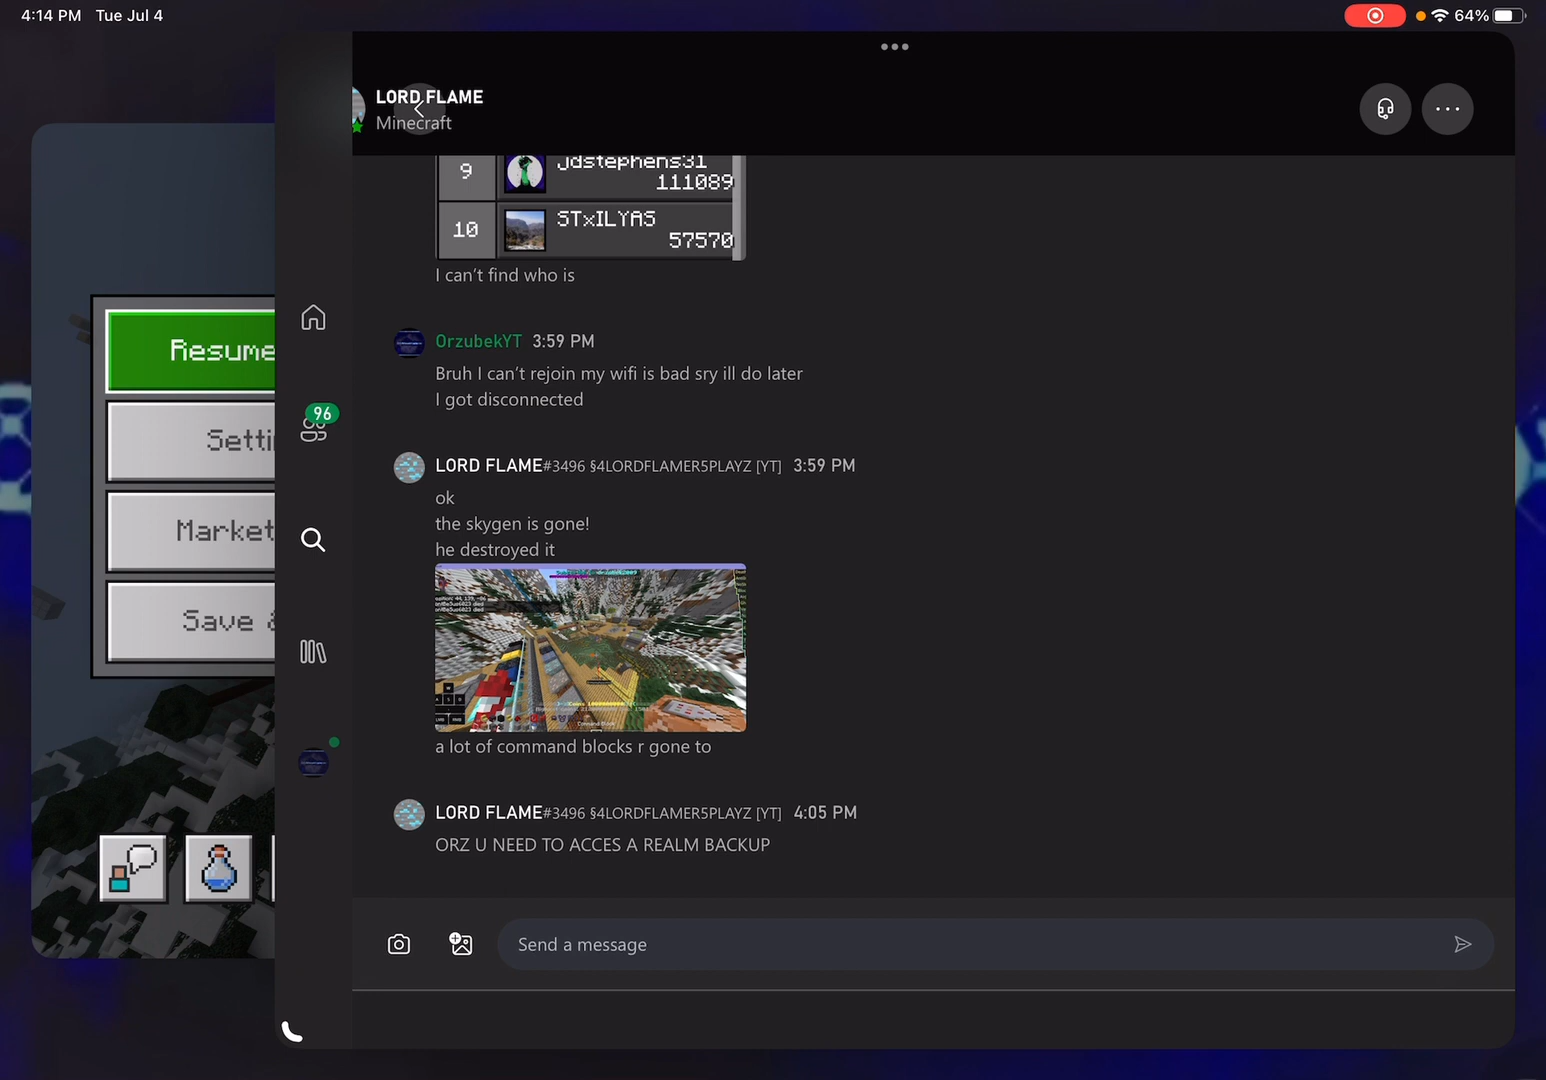 4:14 PM Tue Jul 4
64%
LORD FLAME
Minecraft
9 jdstephens31
111089
10 STxILYAS
57570
I can't find who is
OrzubekYT 3:59 PM
Bruh I can't rejoin my wifi is bad sry ill do later
I got disconnected
LORD FLAME#3496 §4LORDFLAMER5PLAYZ [YT] 3:59 PM
ok
the skygen is gone!
he destroyed it
a lot of command blocks r gone to
LORD FLAME#3496 §4LORDFLAMER5PLAYZ [YT] 4:05 PM
ORZ U NEED TO ACCES A REALM BACKUP
Send a message
96
Resume
Setti
Market
Save &